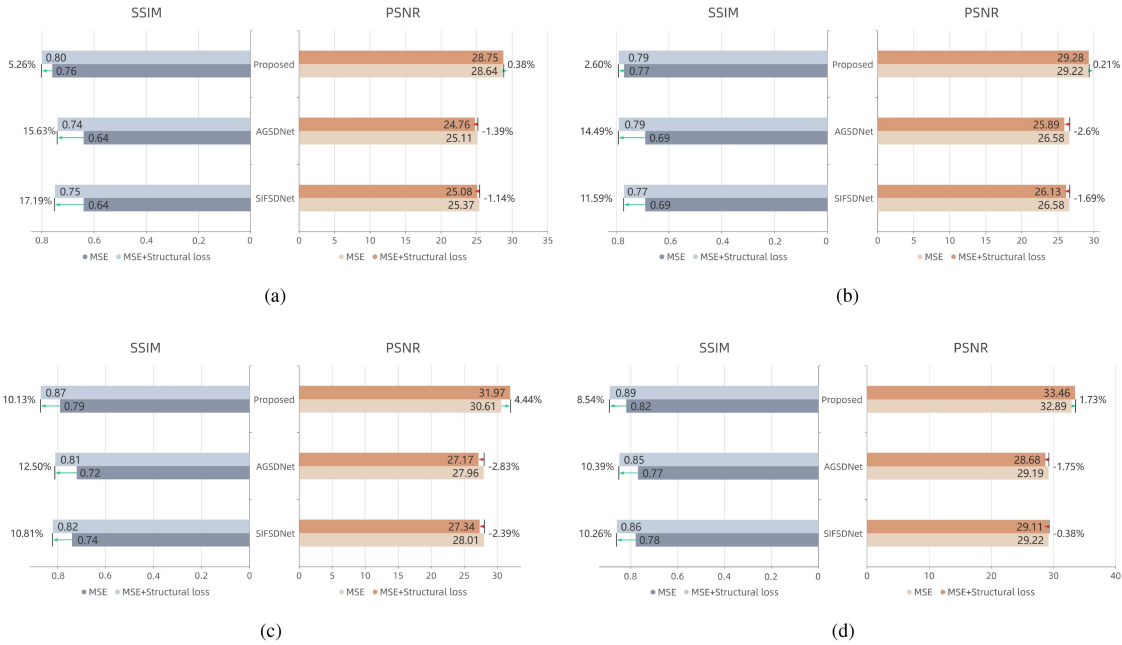 SSIM PSNR
5.26% 0.80 Proposed 28.75 0.38%
0.76 28.64
15.63% 0.74 AGSDNet 24.76 -1.39%
0.64 25.11
17.19% 0.75 SIFSDNet 25.08 -1.14%
0.64 25.37
0.8 0.6 0.4 0.2 0 0 5 10 15 20 25 30 35
MSE MSE+Structural loss MSE MSE+Structural loss
(a)
SSIM PSNR
2.60% 0.79 Proposed 29.28 0.21%
0.77 29.22
14.49% 0.79 AGSDNet 25.89 -2.6%
0.69 26.58
11.59% 0.77 SIFSDNet 26.13 -1.69%
0.69 26.58
0.8 0.6 0.4 0.2 0 0 5 10 15 20 25 30
MSE MSE+Structural loss MSE MSE+Structural loss
(b)
SSIM PSNR
10.13% 0.87 Proposed 31.97 4.44%
0.79 30.61
12.50% 0.81 AGSDNet 27.17 -2.83%
0.72 27.96
10.81% 0.82 SIFSDNet 27.34 -2.39%
0.74 28.01
0.8 0.6 0.4 0.2 0 0 5 10 15 20 25 30
MSE MSE+Structural loss MSE MSE+Structural loss
(c)
SSIM PSNR
8.54% 0.89 Proposed 33.46 1.73%
0.82 32.89
10.39% 0.85 AGSDNet 28.68 -1.75%
0.77 29.19
10.26% 0.86 SIFSDNet 29.11 -0.38%
0.78 29.22
0.8 0.6 0.4 0.2 0 0 10 20 30 40
MSE MSE+Structural loss MSE MSE+Structural loss
(d)